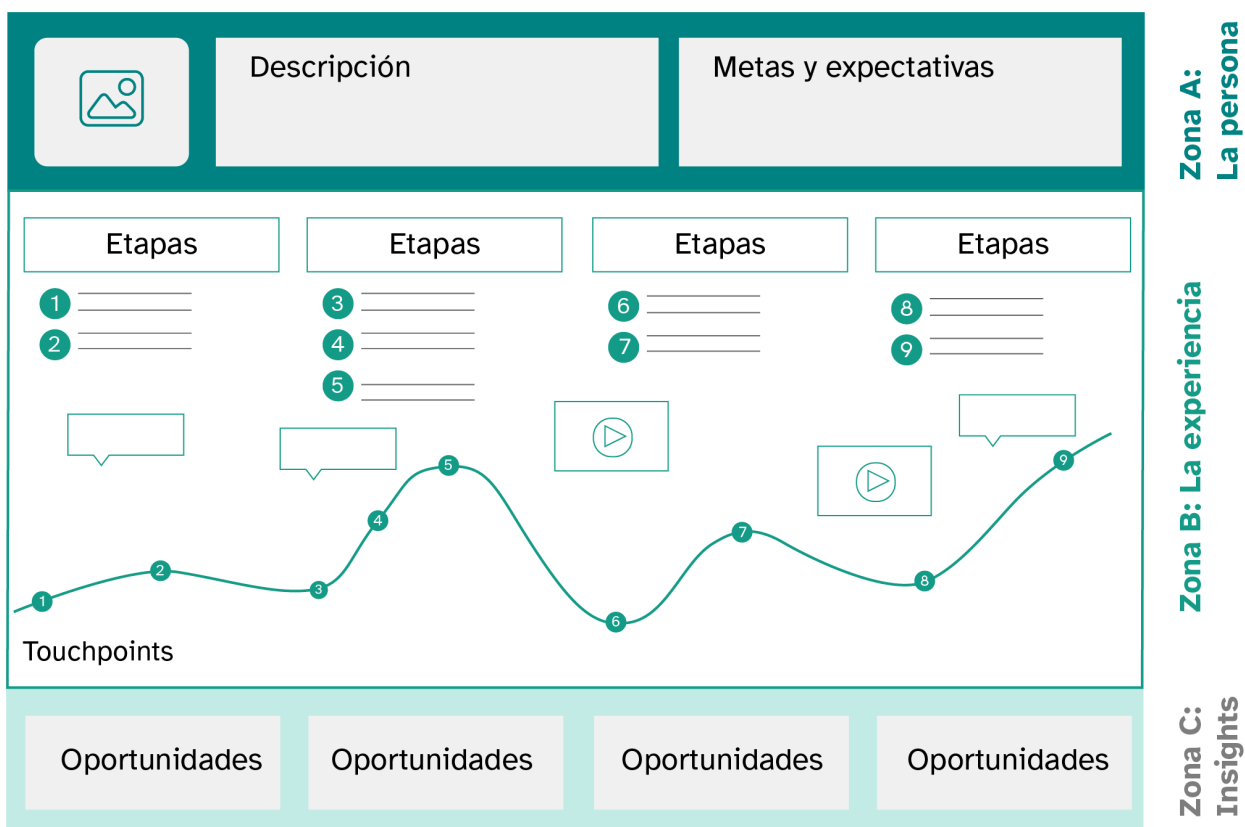 Descripción
Metas y expectativas
Zona A:
La persona
Etapas
Etapas
Etapas
Etapas
1
2
3
4
5
6
7
8
9
Zona B: La experiencia
1
2
3
4
5
6
7
8
9
Touchpoints
Oportunidades
Oportunidades
Oportunidades
Oportunidades
Zona C:
Insights